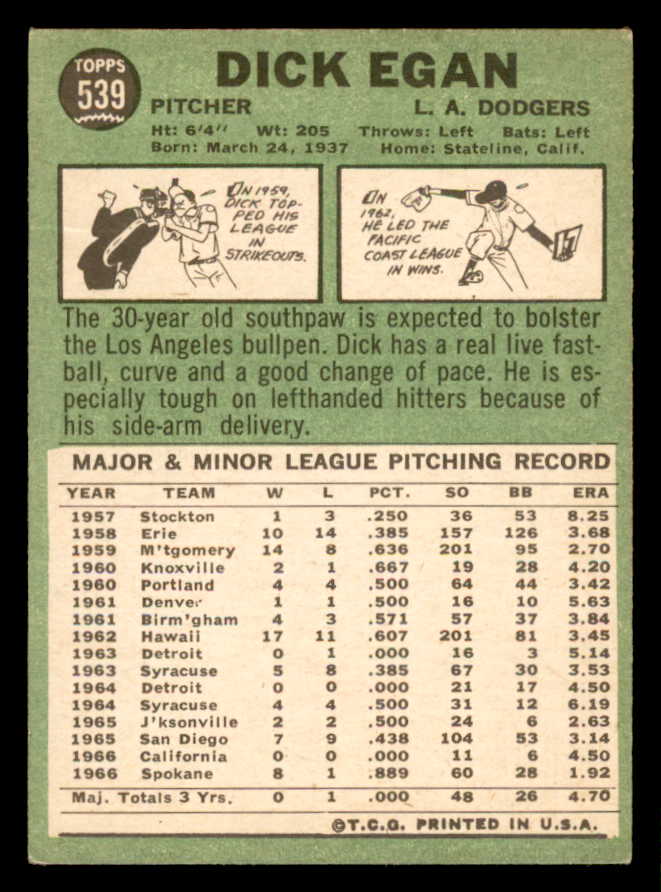 TOPPS
539
DICK EGAN
PITCHER L. A. DODGERS
Ht: 6'4" Wt: 205 Throws: Left Bats: Left
Born: March 24, 1937 Home: Stateline, Calif.
IN 1959,
DICK TOP-
PED HIS
LEAGUE
IN
STRIKEOUTS.
IN
1962,
HE LED THE
PACIFIC
COAST LEAGUE
IN WINS.
17
The 30-year old southpaw is expected to bolster
the Los Angeles bullpen. Dick has a real live fast-
ball, curve and a good change of pace. He is es-
pecially tough on lefthanded hitters because of
his side-arm delivery.
MAJOR & MINOR LEAGUE PITCHING RECORD
YEAR TEAM W L PCT. SO BB ERA
1957 Stockton 1 3 .250 36 53 8.25
1958 Erie 10 14 .385 157 126 3.68
1959 M'tgomery 14 8 .636 201 95 2.70
1960 Knoxville 2 1 .667 19 28 4.20
1960 Portland 4 4 .500 64 44 3.42
1961 Denver 1 1 .500 16 10 5.63
1961 Birm'gham 4 3 .571 57 37 3.84
1962 Hawaii 17 11 .607 201 81 3.45
1963 Detroit 0 1 .000 16 3 5.14
1963 Syracuse 5 8 .385 67 30 3.53
1964 Detroit 0 0 .000 21 17 4.50
1964 Syracuse 4 4 .500 31 12 6.19
1965 J'ksonville 2 2 .500 24 6 2.63
1965 San Diego 7 9 .438 104 53 3.14
1966 California 0 0 .000 11 6 4.50
1966 Spokane 8 1 .889 60 28 1.92
Maj. Totals 3 Yrs. 0 1 .000 48 26 4.70
©T.C.G. PRINTED IN U.S.A.